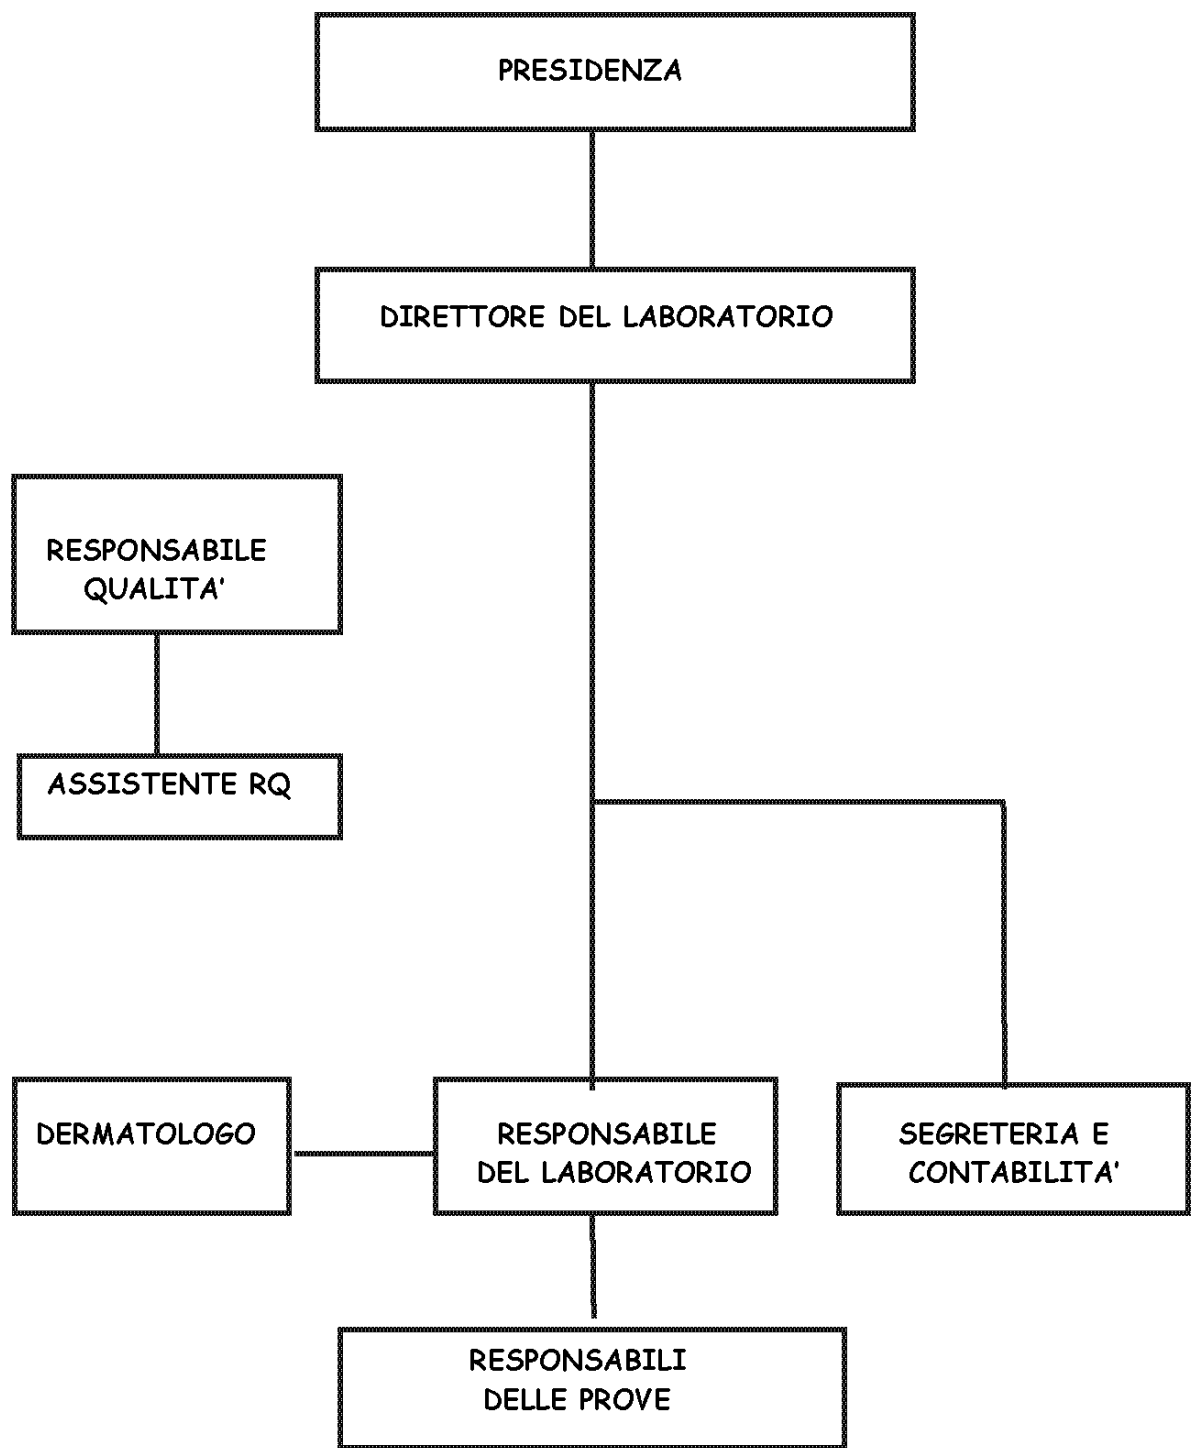 PRESIDENZA
DIRETTORE DEL LABORATORIO
RESPONSABILE
QUALITA'
ASSISTENTE RQ
DERMATOLOGO
RESPONSABILE
DEL LABORATORIO
SEGRETERIA E
CONTABILITA'
RESPONSABILI
DELLE PROVE